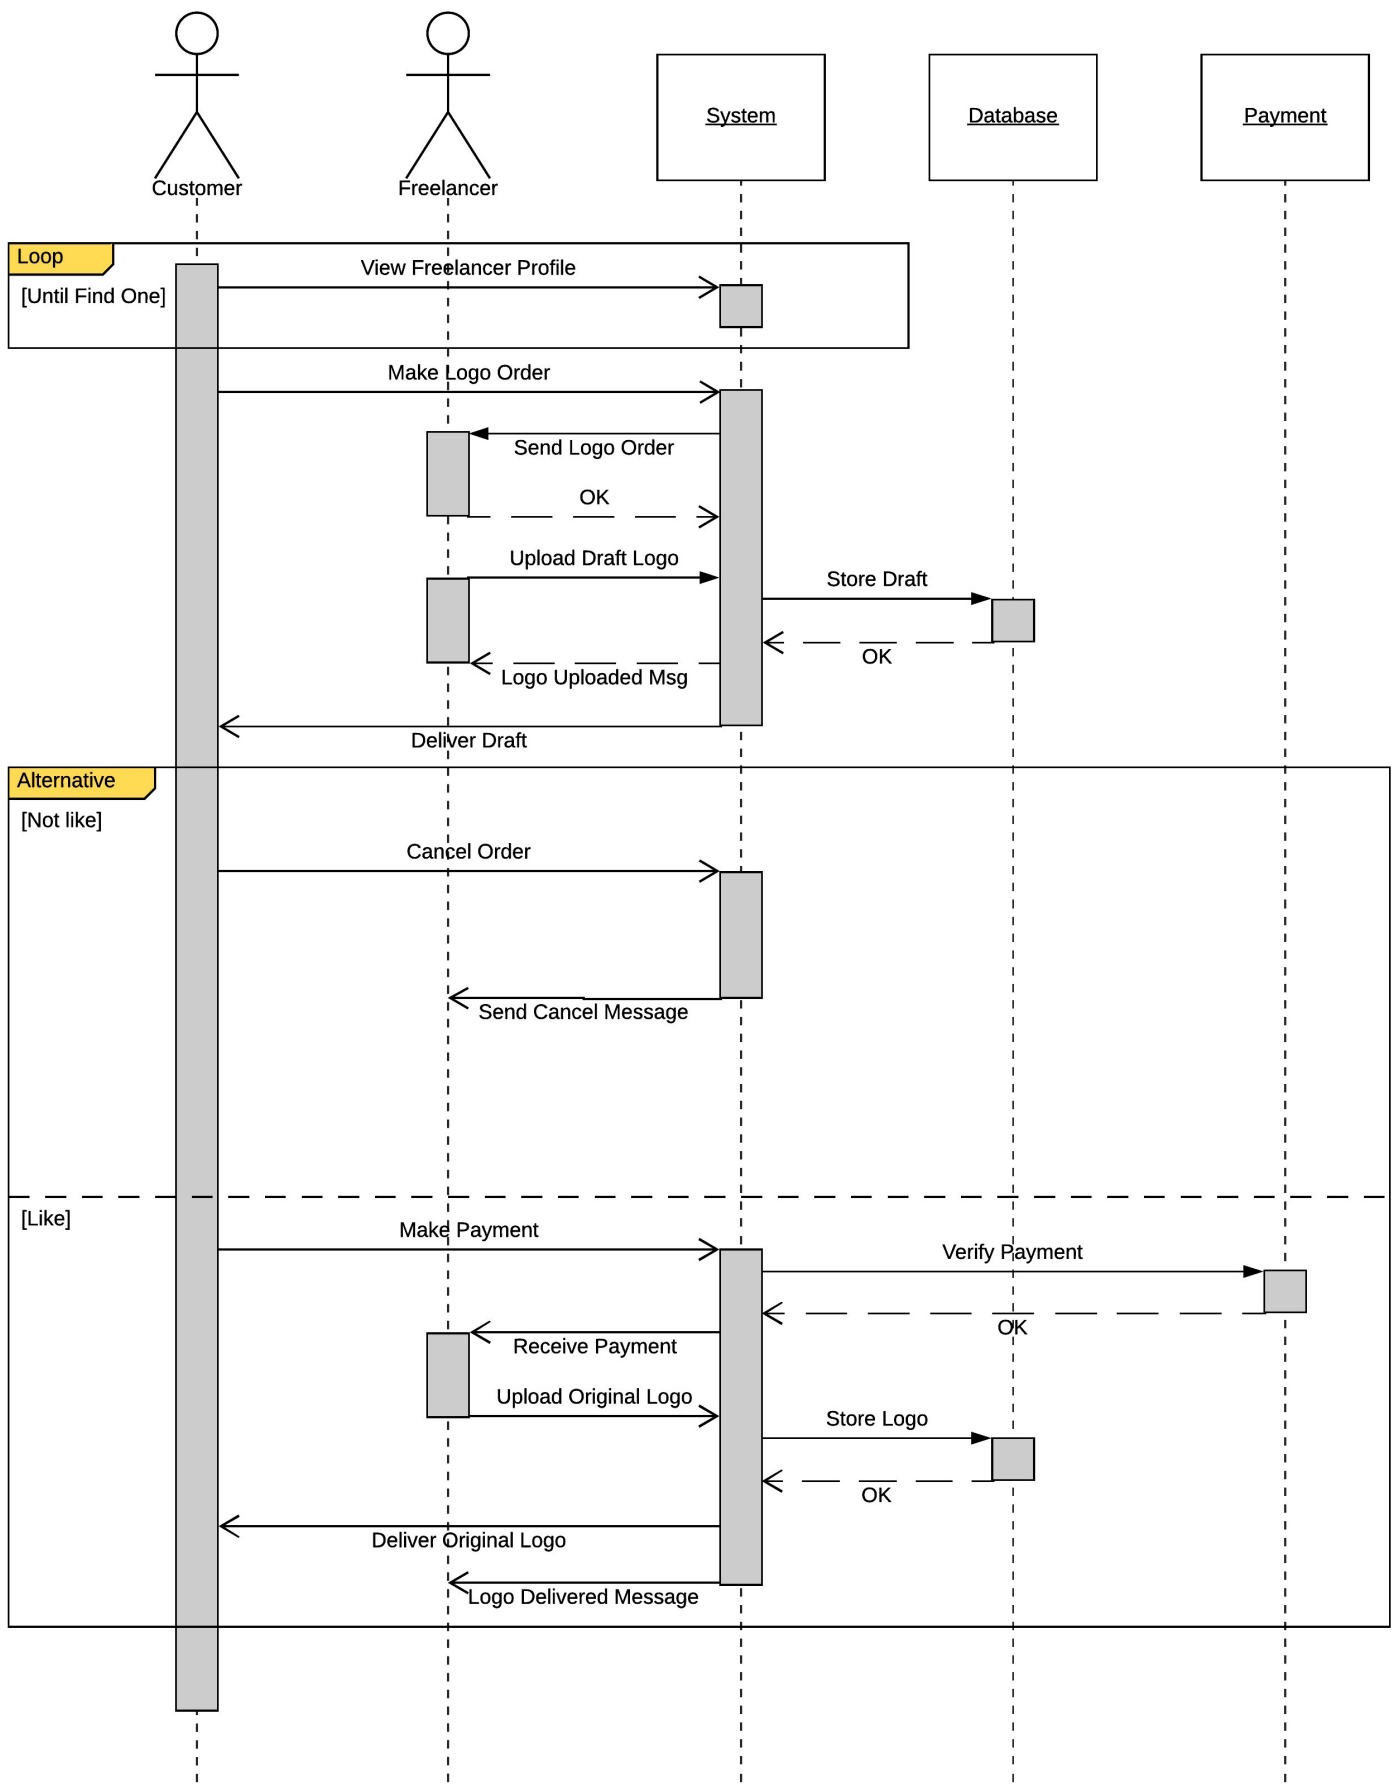 System
Database
Payment
Customer
Freelancer
Loop
View Freelancer Profile
[Until Find One]
Make Logo Order
Send Logo Order
OK
Upload Draft Logo
Store Draft
OK
Logo Uploaded Msg
Deliver Draft
Alternative
[Not like]
Cancel Order
Send Cancel Message
[Like]
Make Payment
Verify Payment
OK
Receive Payment
Upload Original Logo
Store Logo
OK
Deliver Original Logo
Logo Delivered Message